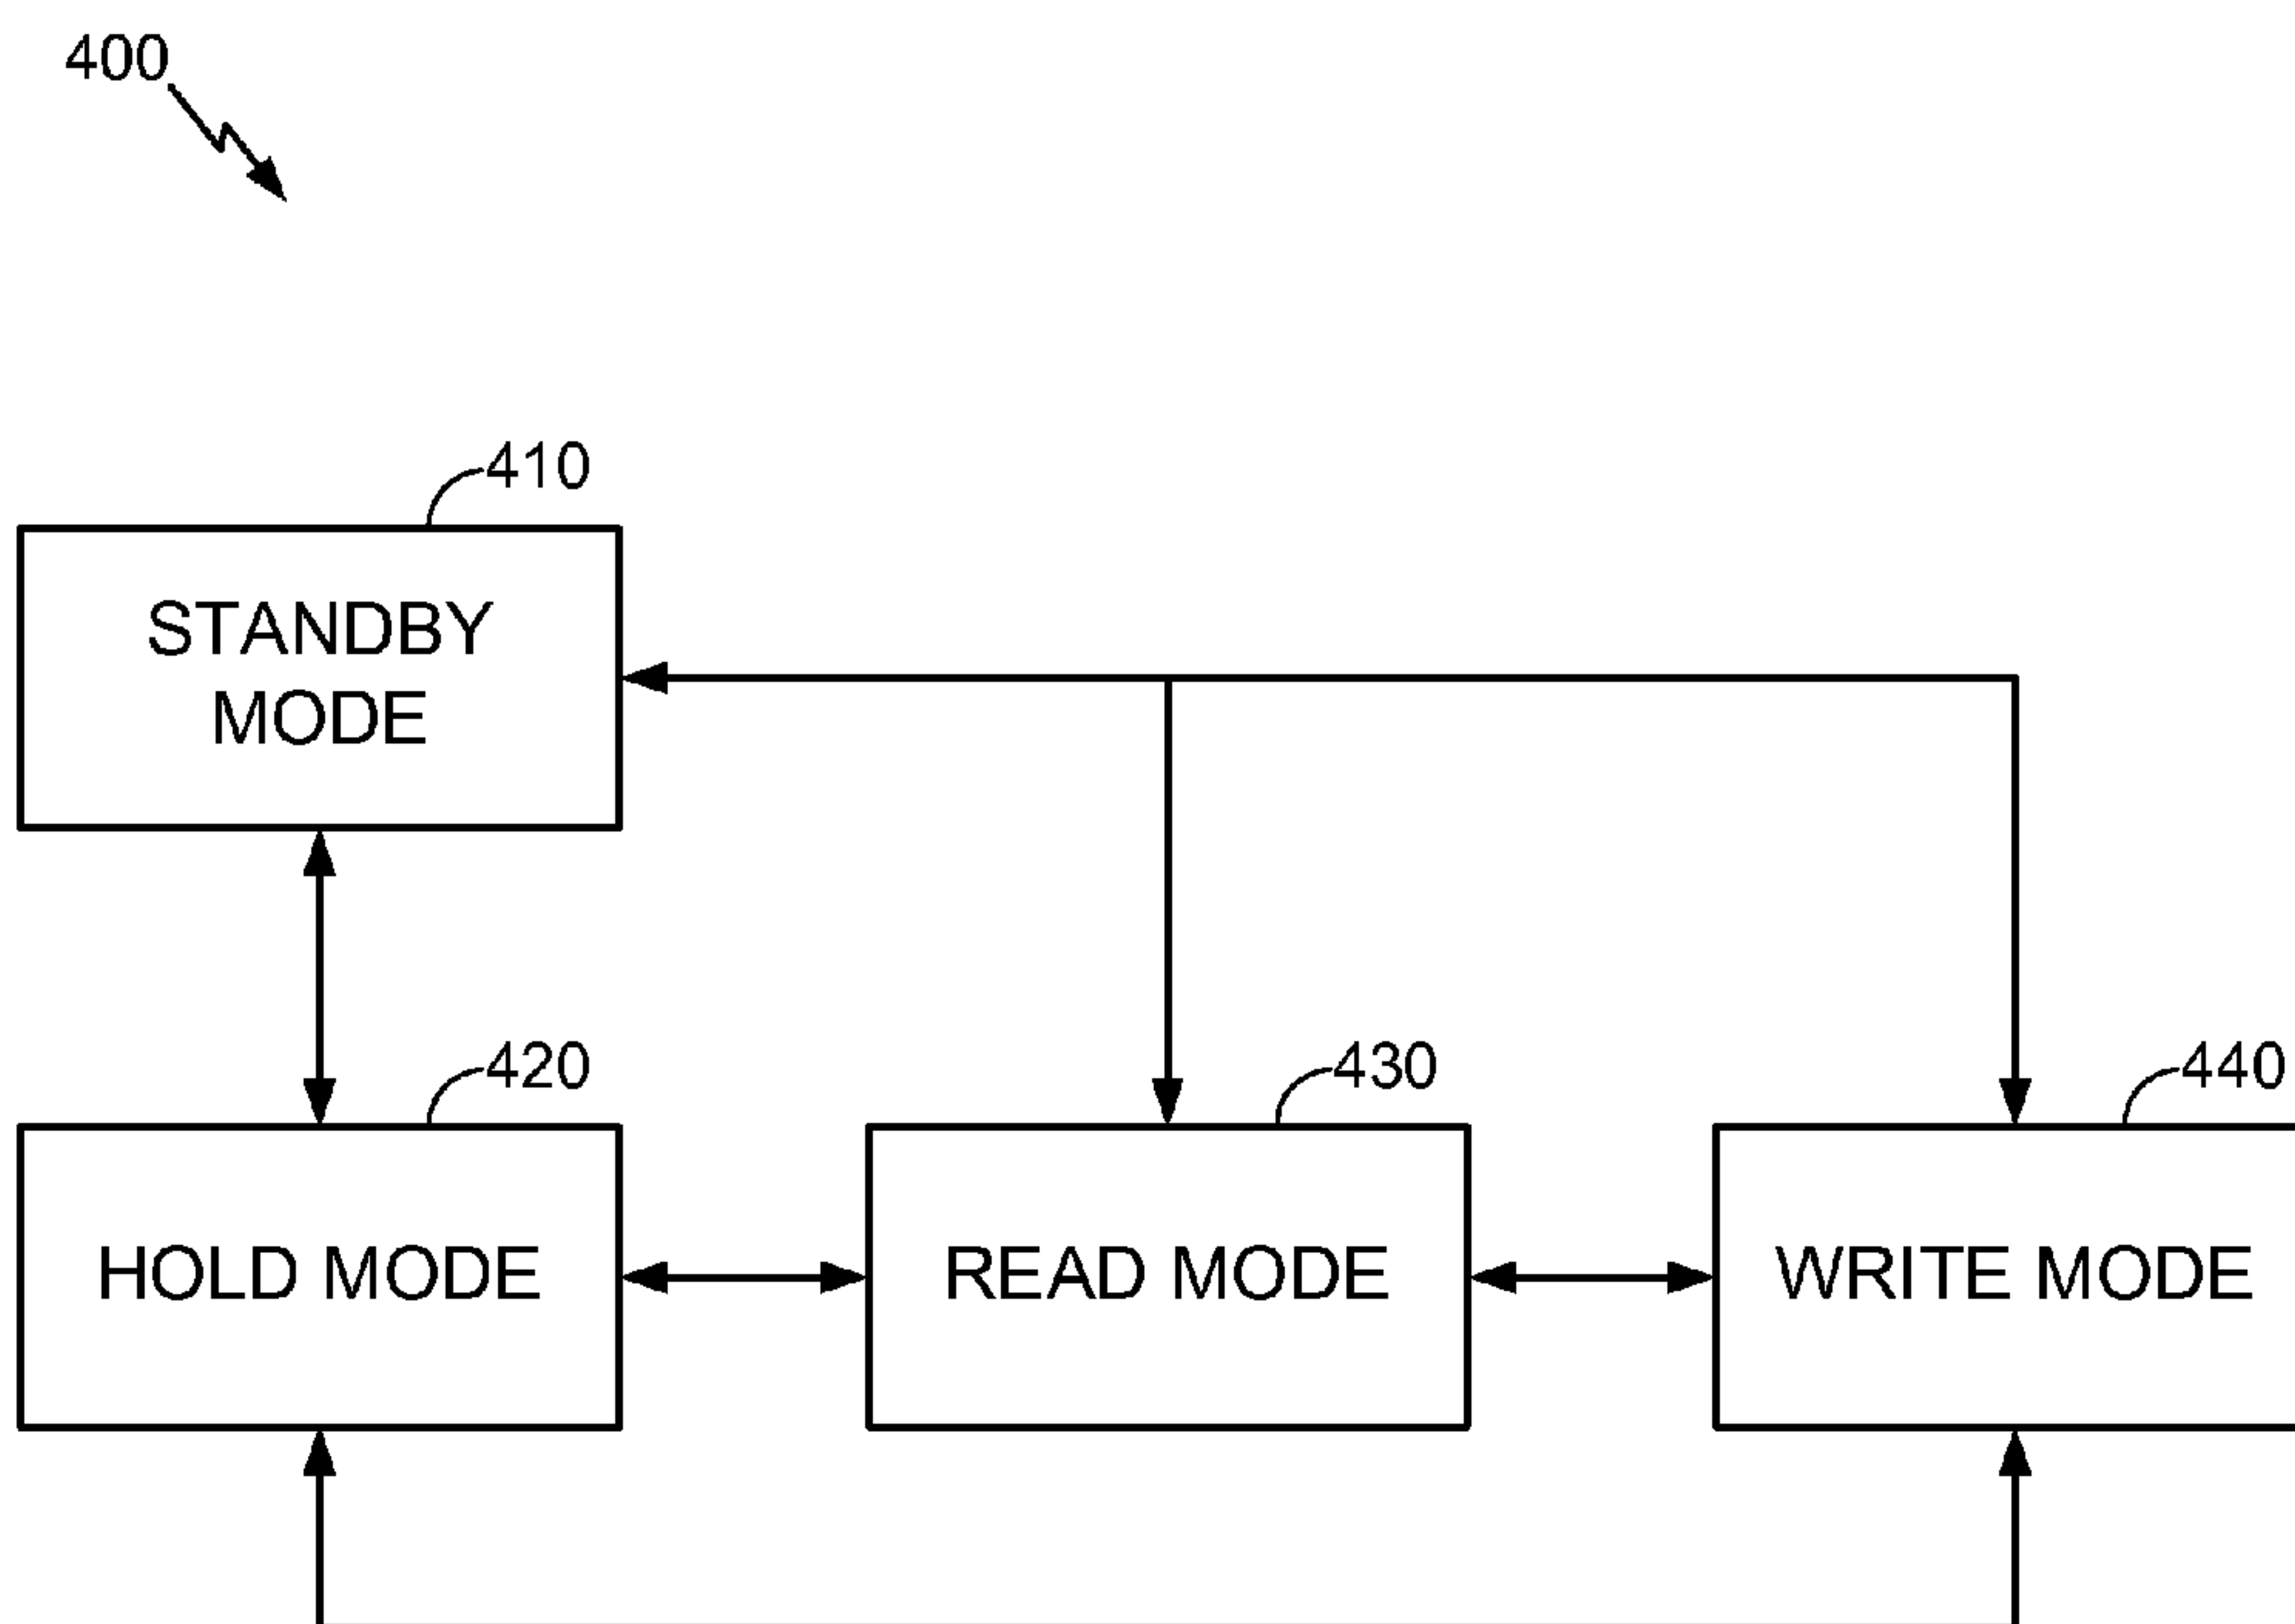 400
410
STANDBY
MODE
420
430
440
HOLD MODE
READ MODE
WRITE MODE